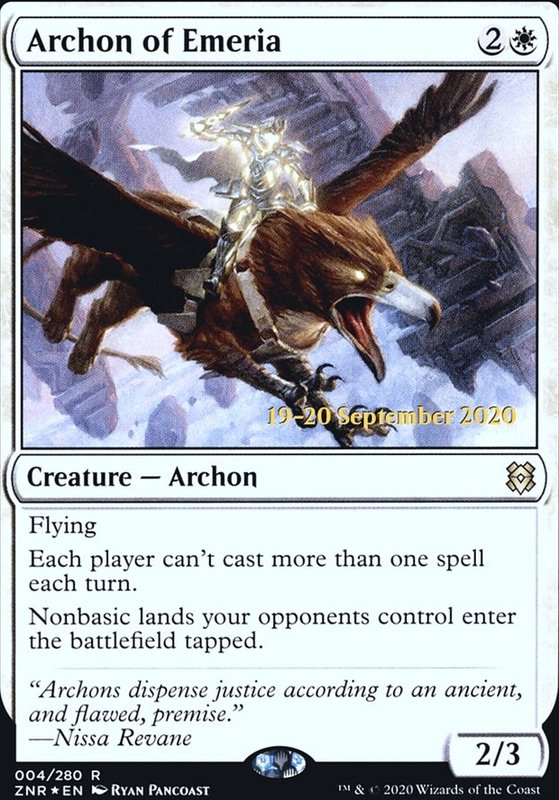 Archon of Emeria 2
19–20 September 2020
Creature — Archon
Flying
Each player can't cast more than one spell
each turn.
Nonbasic lands your opponents control enter
the battlefield tapped.
“Archons dispense justice according to an ancient,
and flawed, premise.”
—Nissa Revane
2/3
004/280 R
ZNR ★ EN Ryan Pancoast
™ & © 2020 Wizards of the Coast